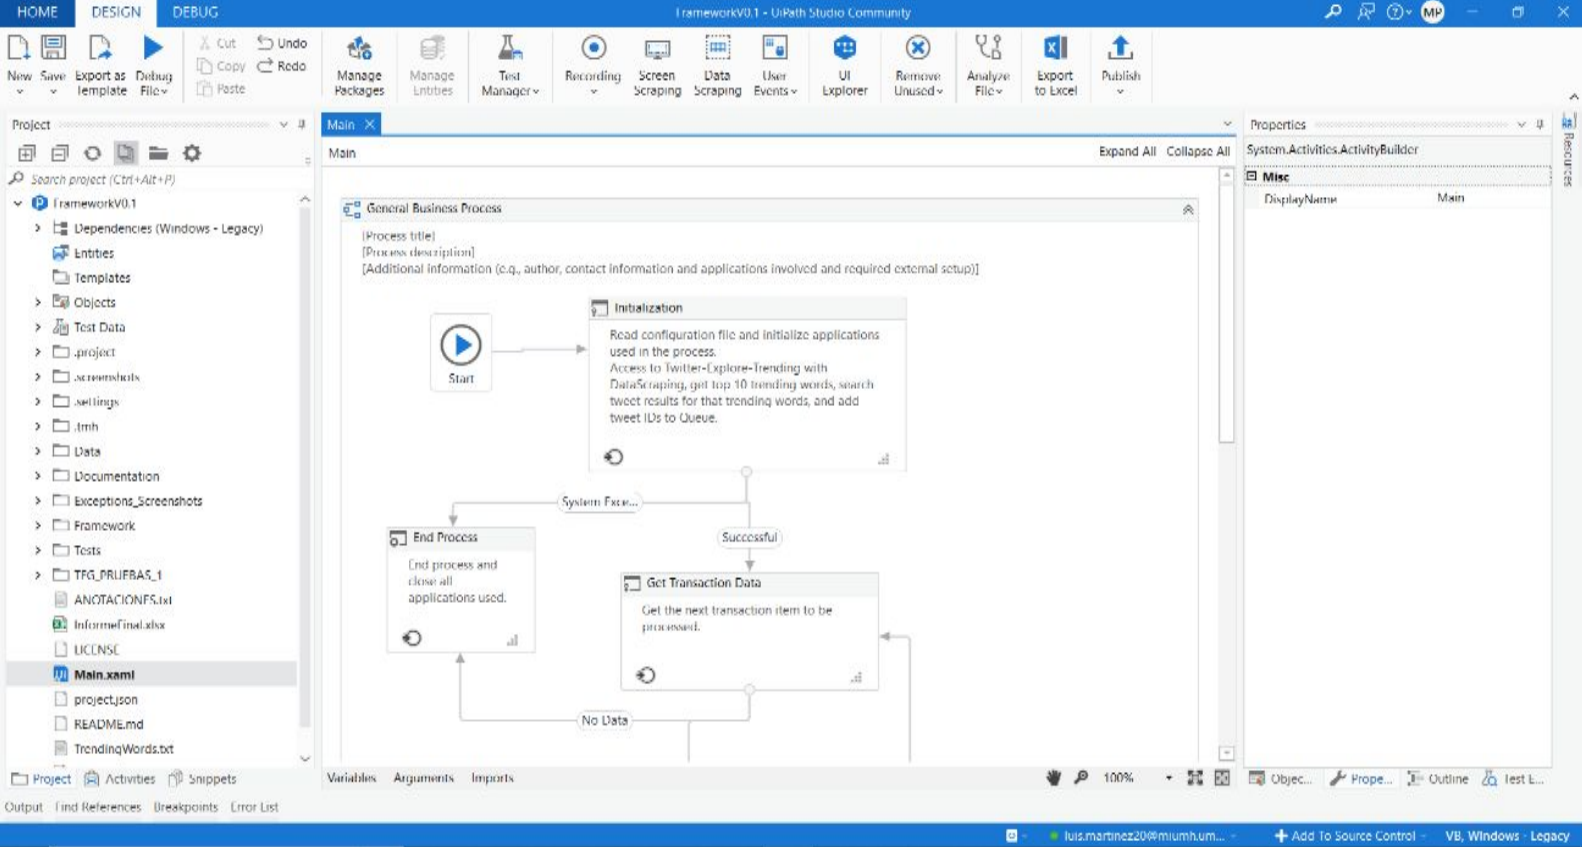 HOME DESIGN DEBUG FrameworkV0.1 - UiPath Studio Community MP
New Save Export as Template Debug File Cut Copy Paste Undo Redo Manage Packages Manage Entities Test Manager Recording Screen Scraping Data Scraping User Events UI Explorer Remove Unused Analyze File Export to Excel Publish
Project
Search project (Ctrl+Alt+P)
FrameworkV0.1
Dependencies (Windows - Legacy)
Entities
Templates
Objects
Test Data
.project
.screenshots
.settings
.tmh
Data
Documentation
Exceptions_Screenshots
Framework
Tests
TFG_PRUEBAS_1
ANOTACIONES.txt
InformeFinal.xlsx
LICENSE
Main.xaml
project.json
README.md
TrendingWords.txt
Project Activities Snippets
Main
Main Expand All Collapse All
General Business Process
[Process title]
[Process description]
[Additional information (e.g., author, contact information and applications involved and required external setup)]
Start
Initialization
Read configuration file and initialize applications
used in the process.
Access to Twitter-Explore-Trending with
DataScraping, get top 10 trending words, search
tweet results for that trending words, and add
tweet IDs to Queue.
System Exce...
Successful
End Process
End process and
close all
applications used.
Get Transaction Data
Get the next transaction item to be
processed.
No Data
Variables Arguments Imports 100%
Properties
System.Activities.ActivityBuilder
Misc
DisplayName Main
Objec... Prope... Outline Test E...
Resources
Output Find References Breakpoints Error List
luis.martinez20@miumh.um... Add To Source Control VB, Windows - Legacy